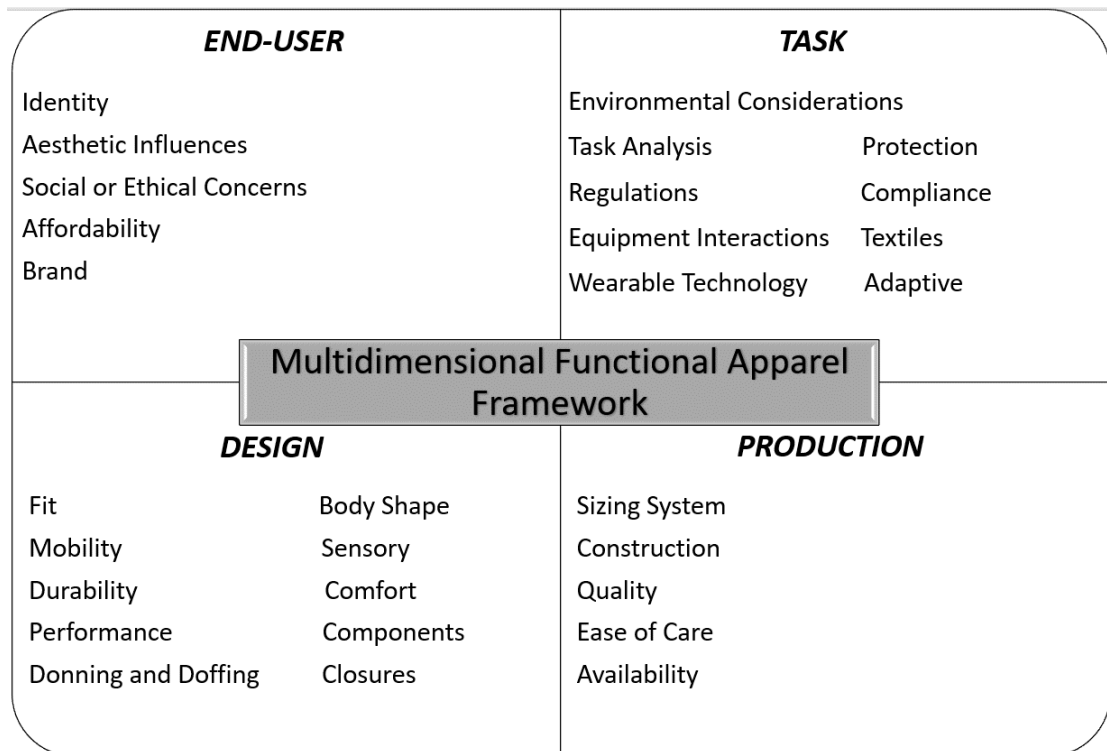 END-USER
Identity
Aesthetic Influences
Social or Ethical Concerns
Affordability
Brand
TASK
Environmental Considerations
Task Analysis Protection
Regulations Compliance
Equipment Interactions Textiles
Wearable Technology Adaptive
Multidimensional Functional Apparel
Framework
DESIGN
Fit Body Shape
Mobility Sensory
Durability Comfort
Performance Components
Donning and Doffing Closures
PRODUCTION
Sizing System
Construction
Quality
Ease of Care
Availability